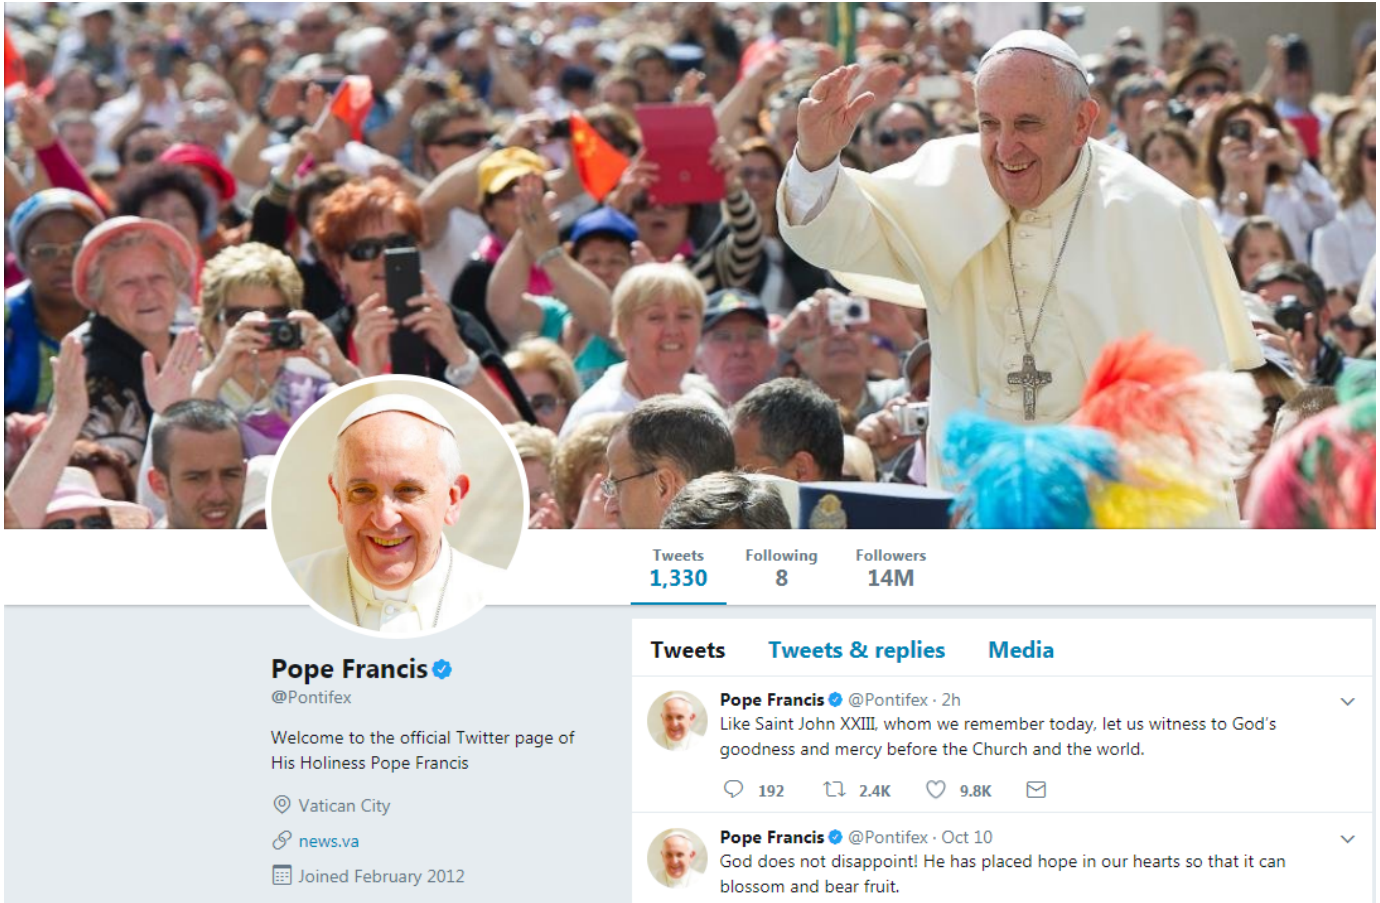 Tweets
1,330
Following
8
Followers
14M
Pope Francis
@Pontifex
Welcome to the official Twitter page of
His Holiness Pope Francis
Vatican City
news.va
Joined February 2012
Tweets Tweets & replies Media
Pope Francis @Pontifex · 2h
Like Saint John XXIII, whom we remember today, let us witness to God's
goodness and mercy before the Church and the world.
192 2.4K 9.8K
Pope Francis @Pontifex · Oct 10
God does not disappoint! He has placed hope in our hearts so that it can
blossom and bear fruit.